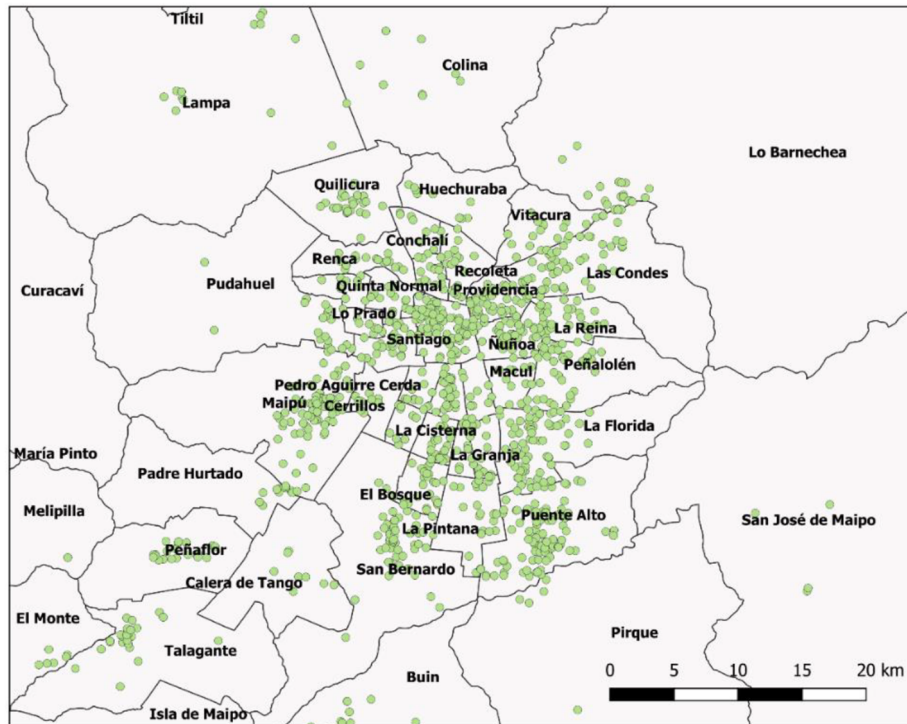 Tiltil
Colina
Lampa
Lo Barnechea
Quilicura
Huechuraba
Vitacura
Conchalí
Renca
Recoleta
Las Condes
Curacaví
Pudahuel
Quinta Normal
Providencia
Lo Prado
La Reina
Santiago
Ñuñoa
Macul
Peñalolén
Pedro Aguirre Cerda
Maipú
Cerrillos
La Cisterna
La Florida
María Pinto
La Granja
Padre Hurtado
El Bosque
Melipilla
Puente Alto
San José de Maipo
La Pintana
Peñaflor
San Bernardo
Calera de Tango
El Monte
Pirque
Talagante
Buin
Isla de Maipo
0 5 10 15 20 km